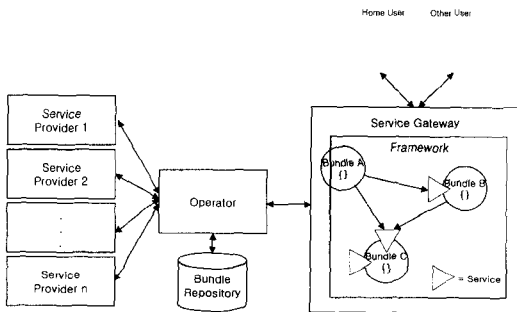 Home User Other User
Service
Provider 1
Service
Provider 2
.
.
.
Service
Provider n
Operator
Bundle
Repository
Service Gateway
Framework
Bundle A
{}
Bundle B
{}
Bundle C
{}
= Service